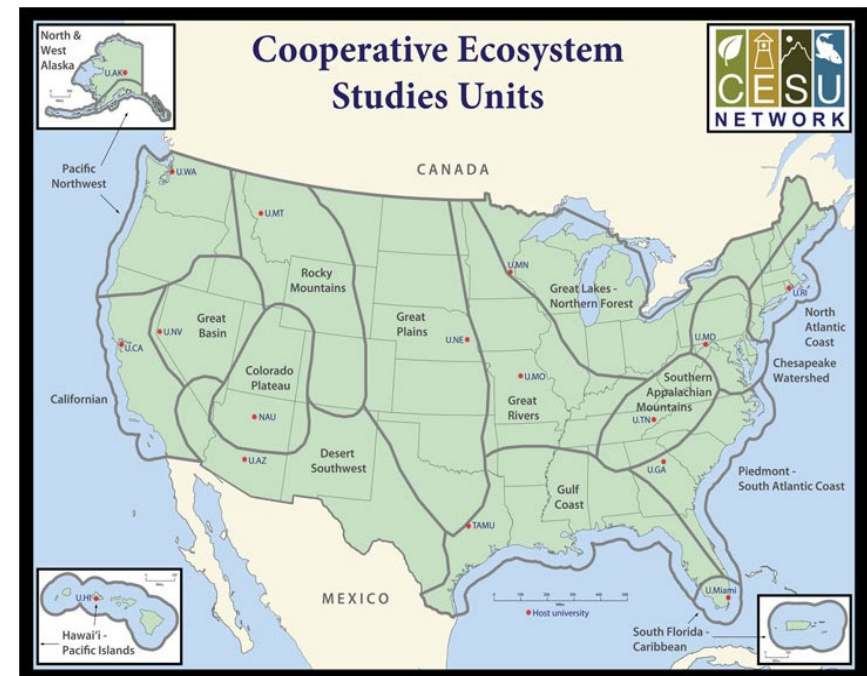 Cooperative Ecosystem
Studies Units
CESU
NETWORK
North &
West
Alaska
U.AK
Pacific
Northwest
CANADA
U.WA
U.MT
Rocky
Mountains
U.MN
Great Lakes -
Northern Forest
U.RI
North
Atlantic
Coast
Great
Basin
U.NV
U.CA
Great
Plains
U.NE
U.MD
Chesapeake
Watershed
Californian
Colorado
Plateau
NAU
U.MO
Great
Rivers
Southern
Appalachian
Mountains
U.TN
U.AZ
Desert
Southwest
U.GA
Piedmont -
South Atlantic Coast
Gulf
Coast
TAMU
MEXICO
Host university
U.Miami
U.HI
Hawai'i -
Pacific Islands
South Florida -
Caribbean